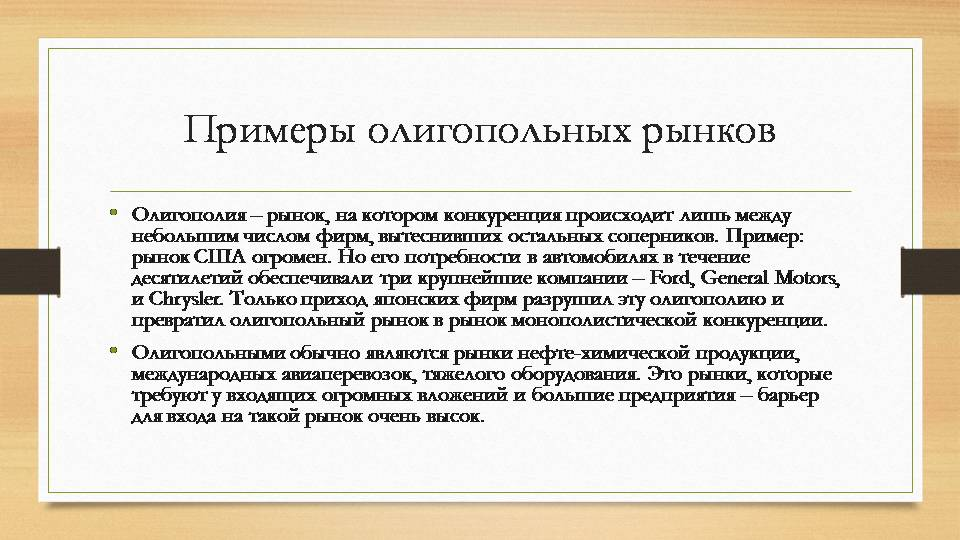 Примеры олигопольных рынков
• Олигополия – рынок, на котором конкуренция происходит лишь между
небольшим числом фирм, вытеснивших остальных соперников. Пример:
рынок США огромен. Но его потребности в автомобилях в течение
десятилетий обеспечивали три крупнейшие компании – Ford, General Motors,
и Chrysler. Только приход японских фирм разрушил эту олигополию и
превратил олигопольный рынок в рынок монополистической конкуренции.
• Олигопольными обычно являются рынки нефте-химической продукции,
международных авиаперевозок, тяжелого оборудования. Это рынки, которые
требуют у входящих огромных вложений и большие предприятия – барьер
для входа на такой рынок очень высок.